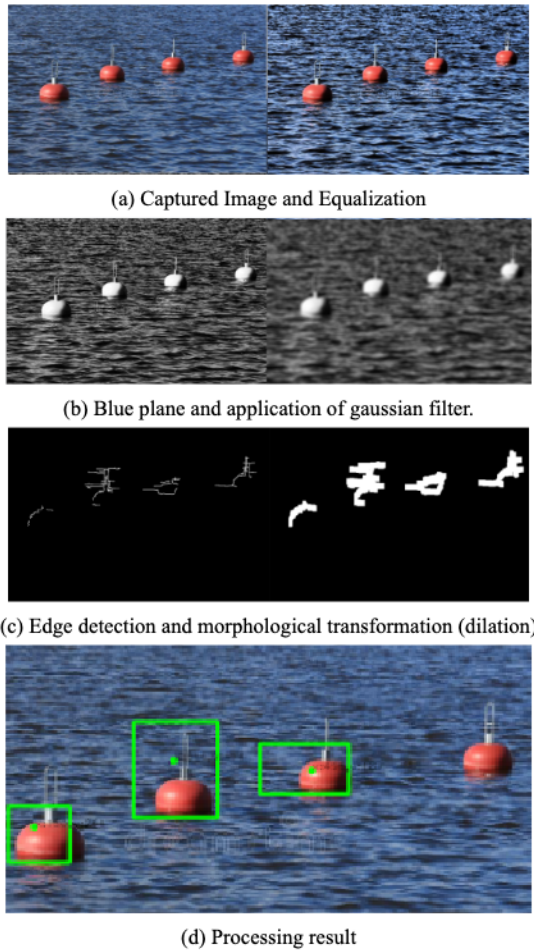 (a) Captured Image and Equalization
(b) Blue plane and application of gaussian filter.
(c) Edge detection and morphological transformation (dilation)
(d) Processing result